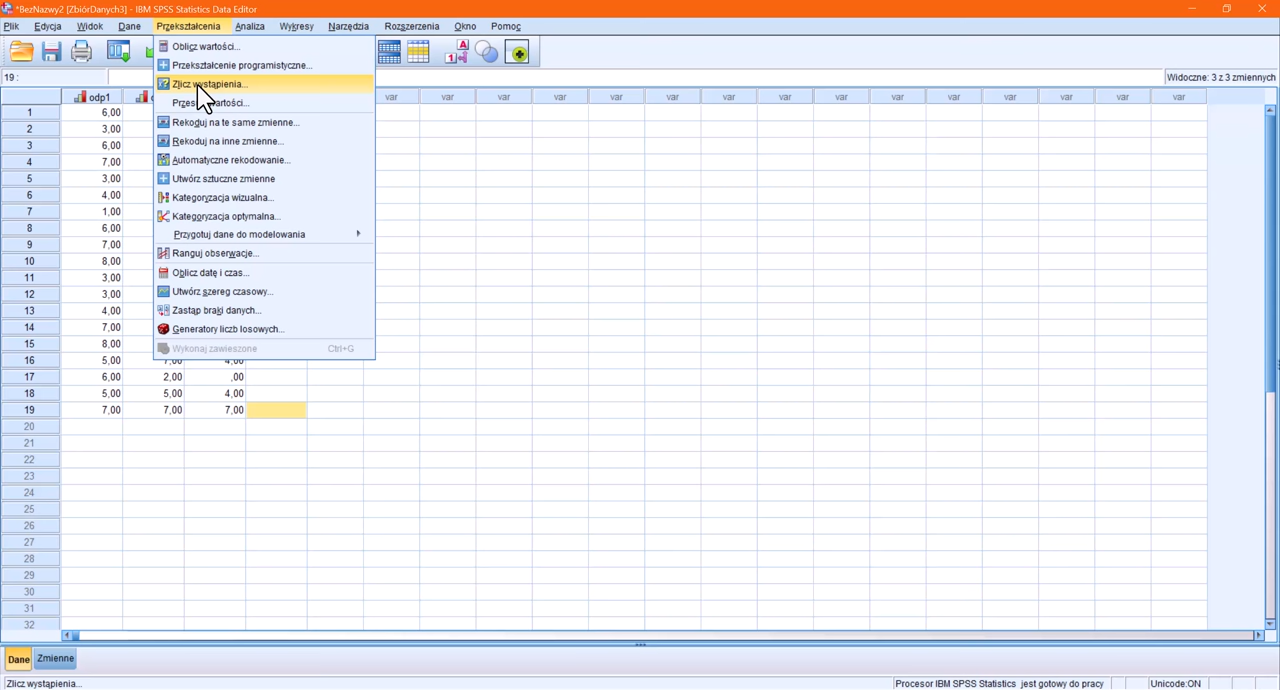 *BezNazwy2 [ZbiórDanych3] - IBM SPSS Statistics Data Editor
Plik Edycja Widok Dane Przekształcenia Analiza Wykresy Narzędzia Rozszerzenia Okno Pomoc
19 :
Widoczne: 3 z 3 zmiennych
Oblicz wartości...
Przekształcenie programistyczne...
Zlicz wystąpienia...
Rekoduj na te same zmienne...
Rekoduj na inne zmienne...
Automatyczne rekodowanie...
Utwórz sztuczne zmienne
Kategoryzacja wizualna...
Kategoryzacja optymalna...
Przygotuj dane do modelowania
Ranguj obserwacje...
Oblicz datę i czas...
Utwórz szereg czasowy...
Zastąp braki danych...
Generatory liczb losowych...
Wykonaj zawieszone Ctrl+G
odp1 var var var var var var var var var var var var var var var
1 6,00
2 3,00
3 6,00
4 7,00
5 3,00
6 4,00
7 1,00
8 6,00
9 7,00
10 8,00
11 3,00
12 3,00
13 4,00
14 7,00
15 8,00
16 5,00 7,00 4,00
17 6,00 2,00 ,00
18 5,00 5,00 4,00
19 7,00 7,00 7,00
20
21
22
23
24
25
26
27
28
29
30
31
32
Dane Zmienne
Zlicz wystąpienia...
Procesor IBM SPSS Statistics jest gotowy do pracy
Unicode:ON